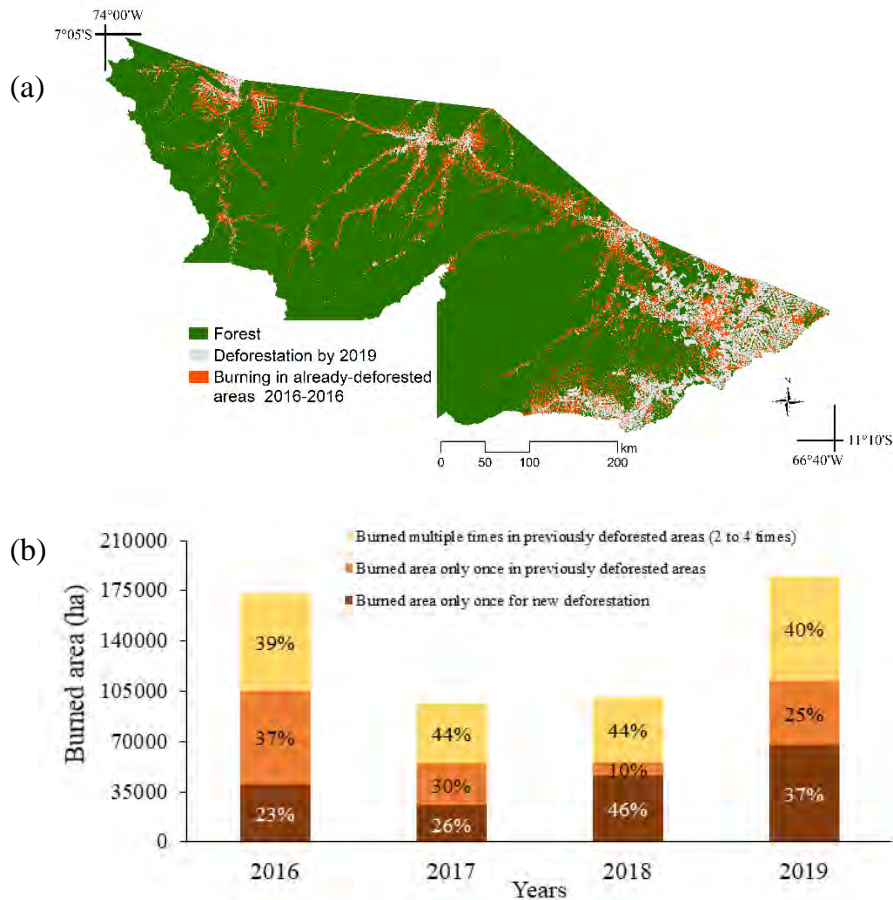 74°00'W
7°05'S
(a)
Forest
Deforestation by 2019
Burning in already-deforested
areas 2016-2016
N
km
0 50 100 200
11°10'S
66°40'W
(b)
Burned area (ha)
210000
175000
140000
105000
70000
35000
0
Burned multiple times in previously deforested areas (2 to 4 times)
Burned area only once in previously deforested areas
Burned area only once for new deforestation
39%
37%
23%
44%
30%
26%
44%
10%
46%
40%
25%
37%
2016 2017 2018 2019
Years